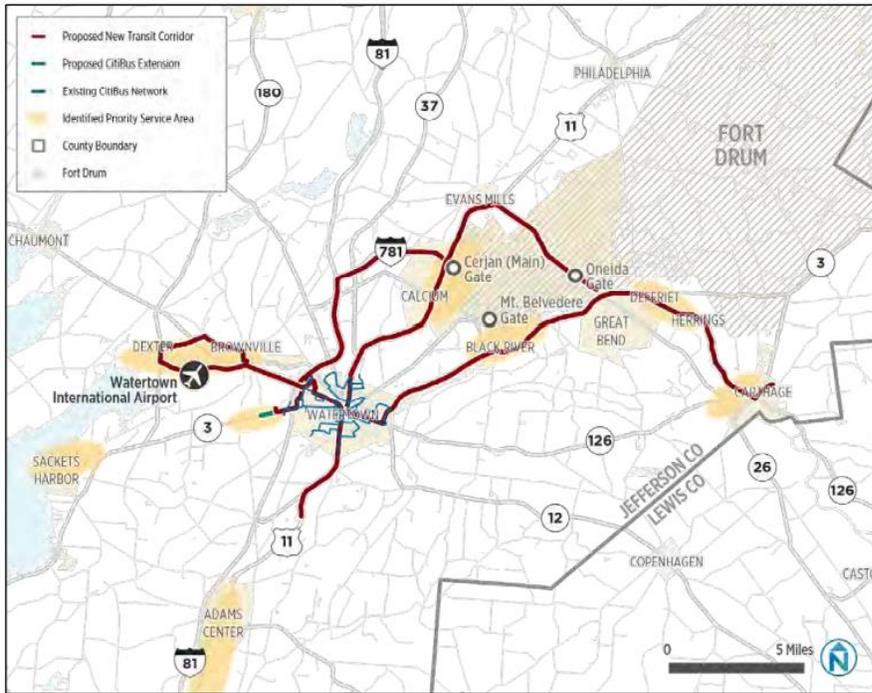 Proposed New Transit Corridor
Proposed CitiBus Extension
Existing CitiBus Network
Identified Priority Service Area
County Boundary
Fort Drum
81
180
37
PHILADELPHIA
11
FORT
DRUM
EVANS MILLS
CHAUMONT
781
Cerjan (Main)
Gate
Oneida
Gate
3
CALCIUM
Mt. Belvedere
Gate
DEFERIET
HERRINGS
GREAT
BEND
DEXTER
BROWNVILLE
BLACK RIVER
Watertown
International Airport
CARTHAGE
WATERTOWN
3
126
SACKETS
HARBOR
JEFFERSON CO
LEWIS CO
26
126
12
11
COPENHAGEN
CASTO
ADAMS
CENTER
81
0
5 Miles
N